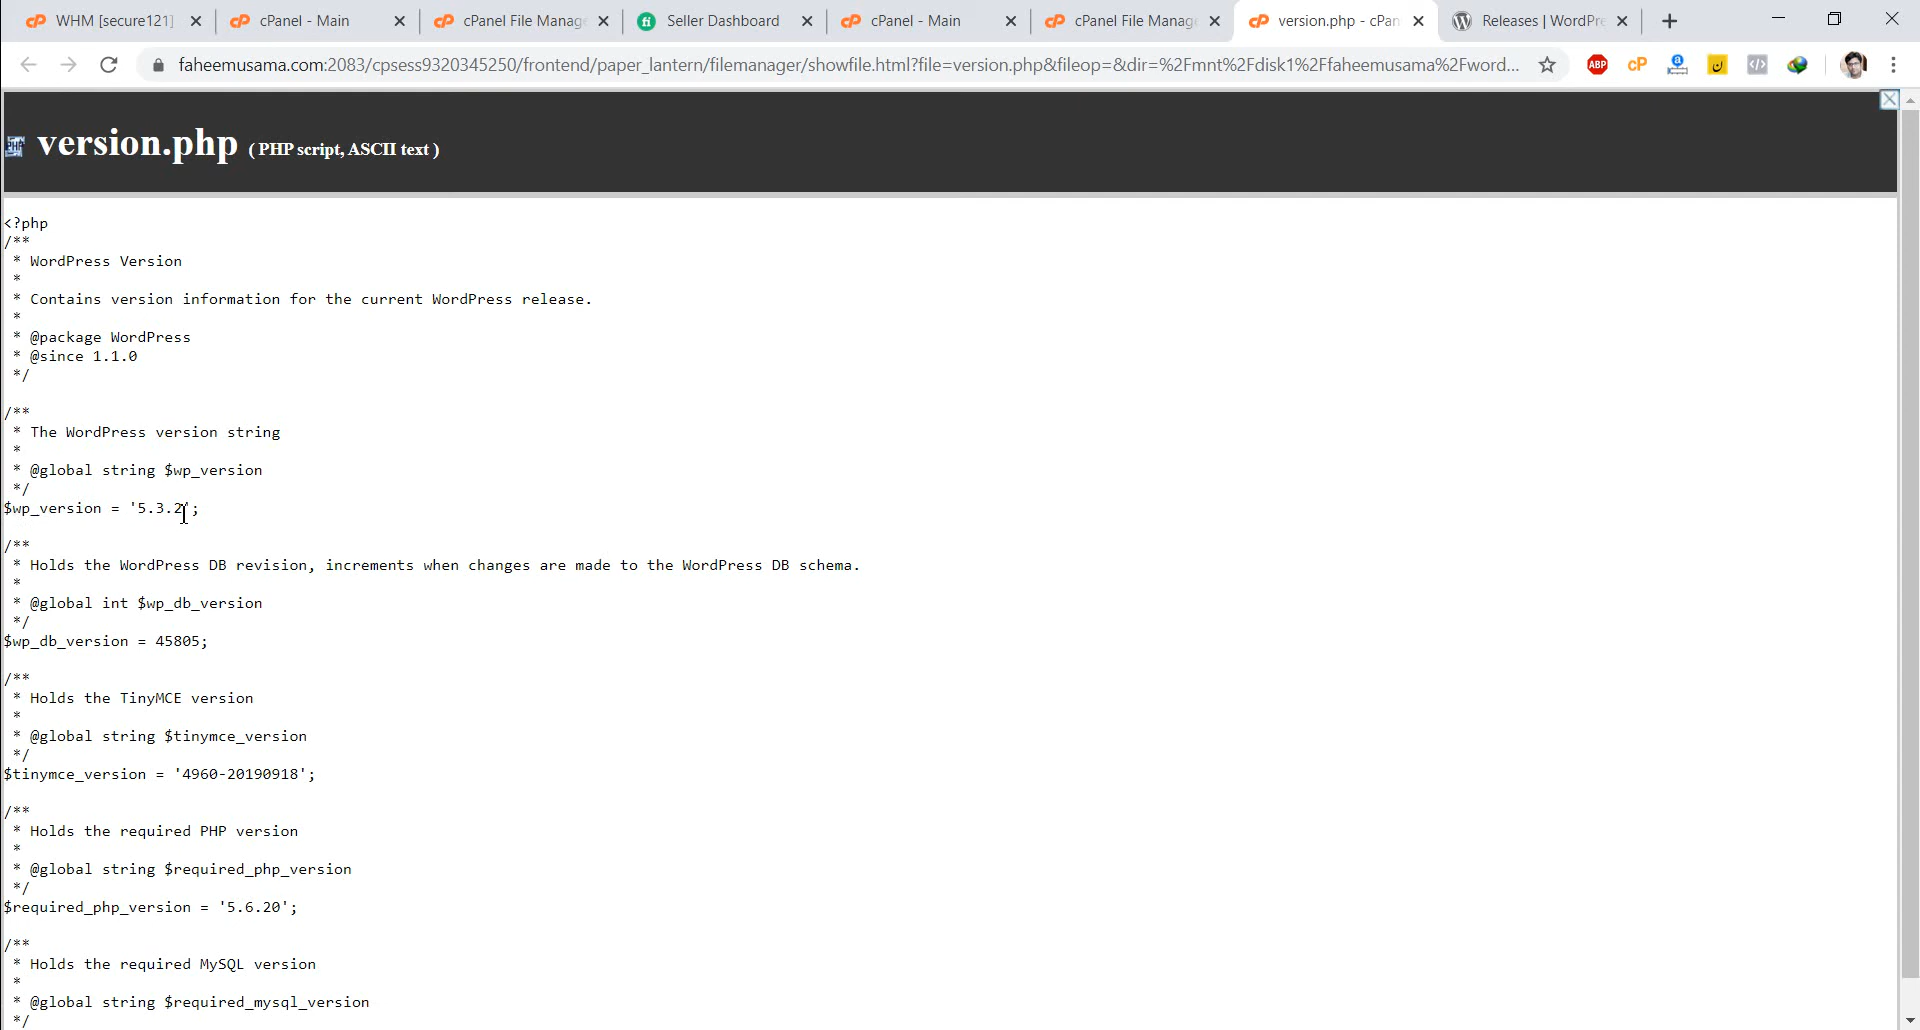 WHM [secure121]
cPanel - Main
cPanel File Manage
Seller Dashboard
cPanel - Main
cPanel File Manage
version.php - cPan
Releases | WordPre
faheemusama.com:2083/cpsess9320345250/frontend/paper_lantern/filemanager/showfile.html?file=version.php&fileop=&dir=%2Fmnt%2Fdisk1%2Ffaheemusama%2Fword...
ABP
cP
version.php ( PHP script, ASCII text )
<?php
/**
* WordPress Version
*
* Contains version information for the current WordPress release.
*
* @package WordPress
* @since 1.1.0
*/
/**
* The WordPress version string
*
* @global string $wp_version
*/
$wp_version = '5.3.2';
/**
* Holds the WordPress DB revision, increments when changes are made to the WordPress DB schema.
*
* @global int $wp_db_version
*/
$wp_db_version = 45805;
/**
* Holds the TinyMCE version
*
* @global string $tinymce_version
*/
$tinymce_version = '4960-20190918';
/**
* Holds the required PHP version
*
* @global string $required_php_version
*/
$required_php_version = '5.6.20';
/**
* Holds the required MySQL version
*
* @global string $required_mysql_version
*/